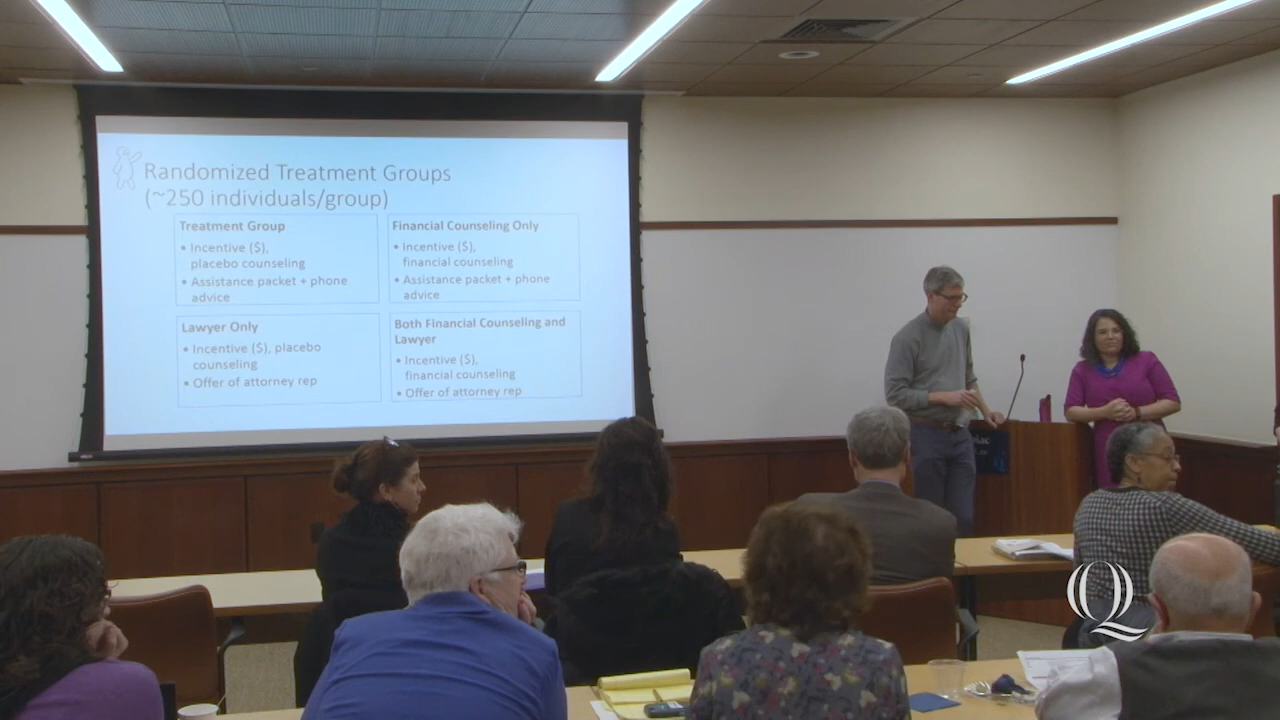 Randomized Treatment Groups
(~250 individuals/group)
Treatment Group
• Incentive ($),
placebo counseling
• Assistance packet + phone
advice
Financial Counseling Only
• Incentive ($),
financial counseling
• Assistance packet + phone
advice
Lawyer Only
• Incentive ($), placebo
counseling
• Offer of attorney rep
Both Financial Counseling and
Lawyer
• Incentive ($),
financial counseling
• Offer of attorney rep
Q